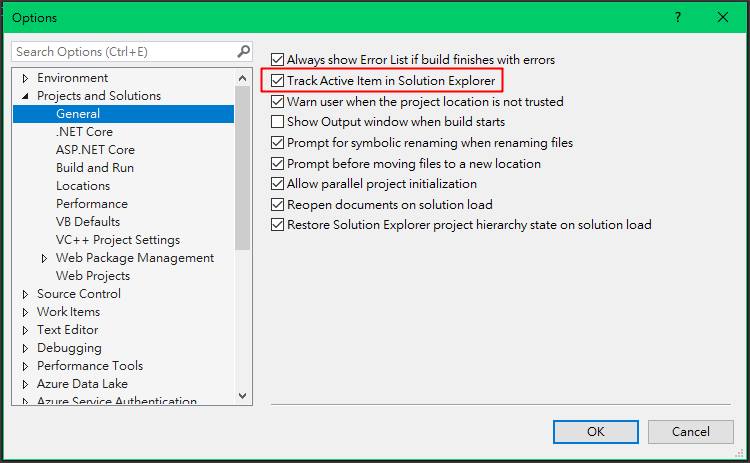 Options
Search Options (Ctrl+E)
Environment
Projects and Solutions
General
.NET Core
ASP.NET Core
Build and Run
Locations
Performance
VB Defaults
VC++ Project Settings
Web Package Management
Web Projects
Source Control
Work Items
Text Editor
Debugging
Performance Tools
Azure Data Lake
Azure Service Authentication
Always show Error List if build finishes with errors
Track Active Item in Solution Explorer
Warn user when the project location is not trusted
Show Output window when build starts
Prompt for symbolic renaming when renaming files
Prompt before moving files to a new location
Allow parallel project initialization
Reopen documents on solution load
Restore Solution Explorer project hierarchy state on solution load
OK
Cancel